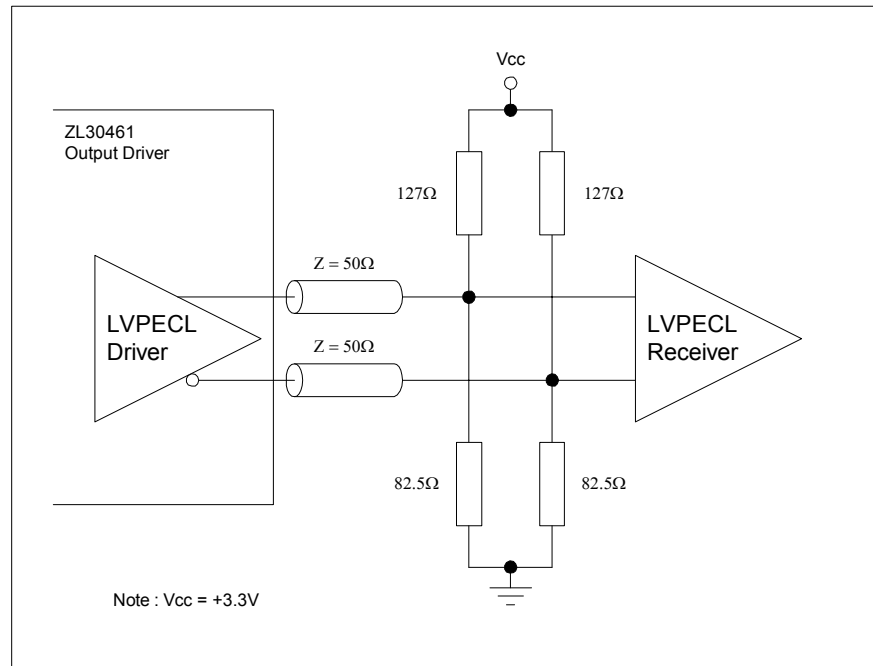 Vcc
ZL30461
Output Driver
127Ω
127Ω
Z = 50Ω
LVPECL
Driver
LVPECL
Receiver
Z = 50Ω
82.5Ω
82.5Ω
Note : Vcc = +3.3V